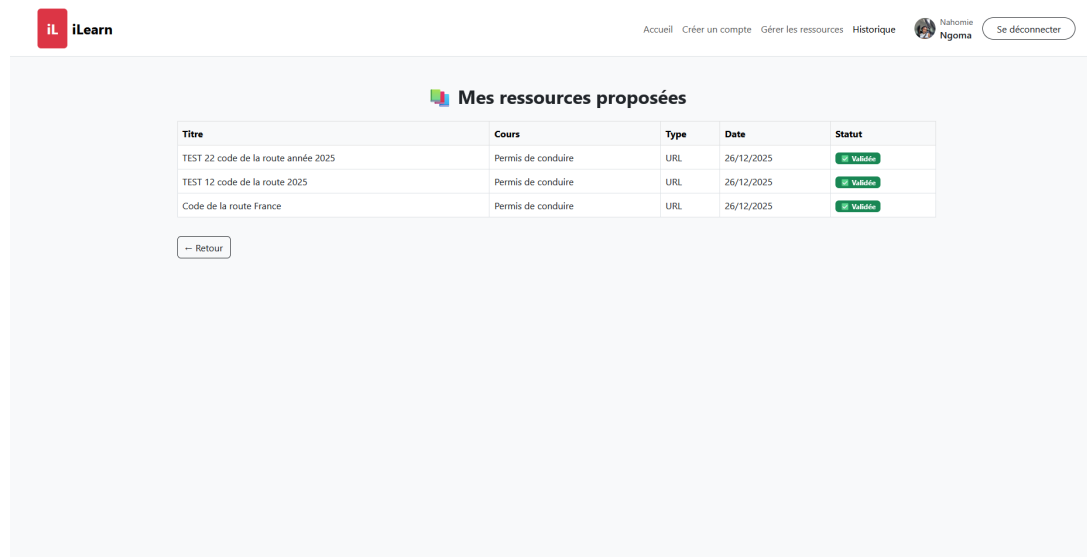 iL iLearn
Accueil Créer un compte Gérer les ressources Historique Nahomie Ngoma Se déconnecter
Mes ressources proposées
Titre Cours Type Date Statut
TEST 22 code de la route année 2025 Permis de conduire URL 26/12/2025 Validée
TEST 12 code de la route 2025 Permis de conduire URL 26/12/2025 Validée
Code de la route France Permis de conduire URL 26/12/2025 Validée
← Retour